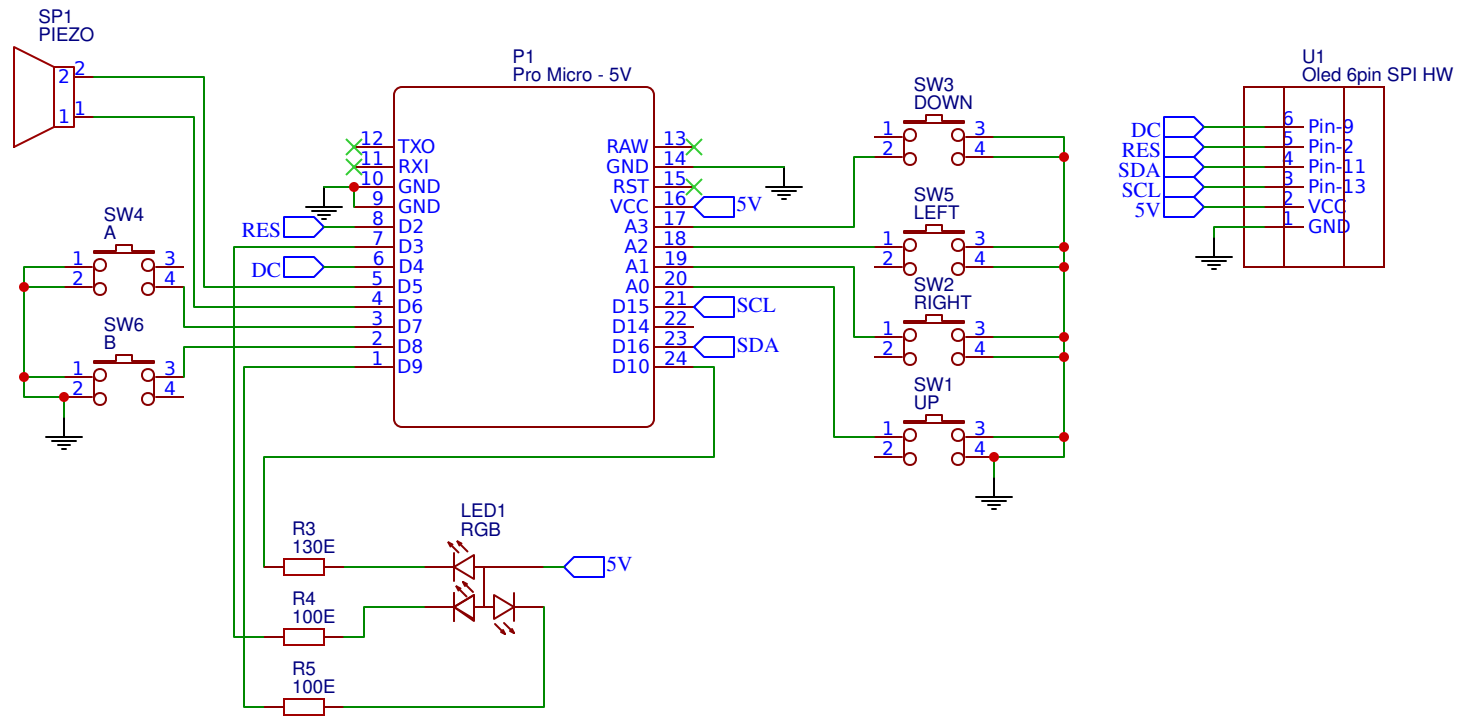 SP1
PIEZO
2 2
1 1
P1
Pro Micro - 5V
12 TXO
11 RXI
10 GND
9 GND
RES 8 D2
7 D3
DC 6 D4
5 D5
4 D6
3 D7
2 D8
1 D9
RAW 13
GND 14
RST 15
VCC 16 5V
A3 17
A2 18
A1 19
A0 20
D15 21 SCL
D14 22
D16 23 SDA
D10 24
SW4
A
1 3
2 4
SW6
B
1 3
2 4
SW3
DOWN
1 3
2 4
SW5
LEFT
1 3
2 4
SW2
RIGHT
1 3
2 4
SW1
UP
1 3
2 4
U1
Oled 6pin SPI HW
DC 6 Pin-9
RES 5 Pin-2
SDA 4 Pin-11
SCL 3 Pin-13
5V 2 VCC
1 GND
LED1
RGB
5V
R3
130E
R4
100E
R5
100E